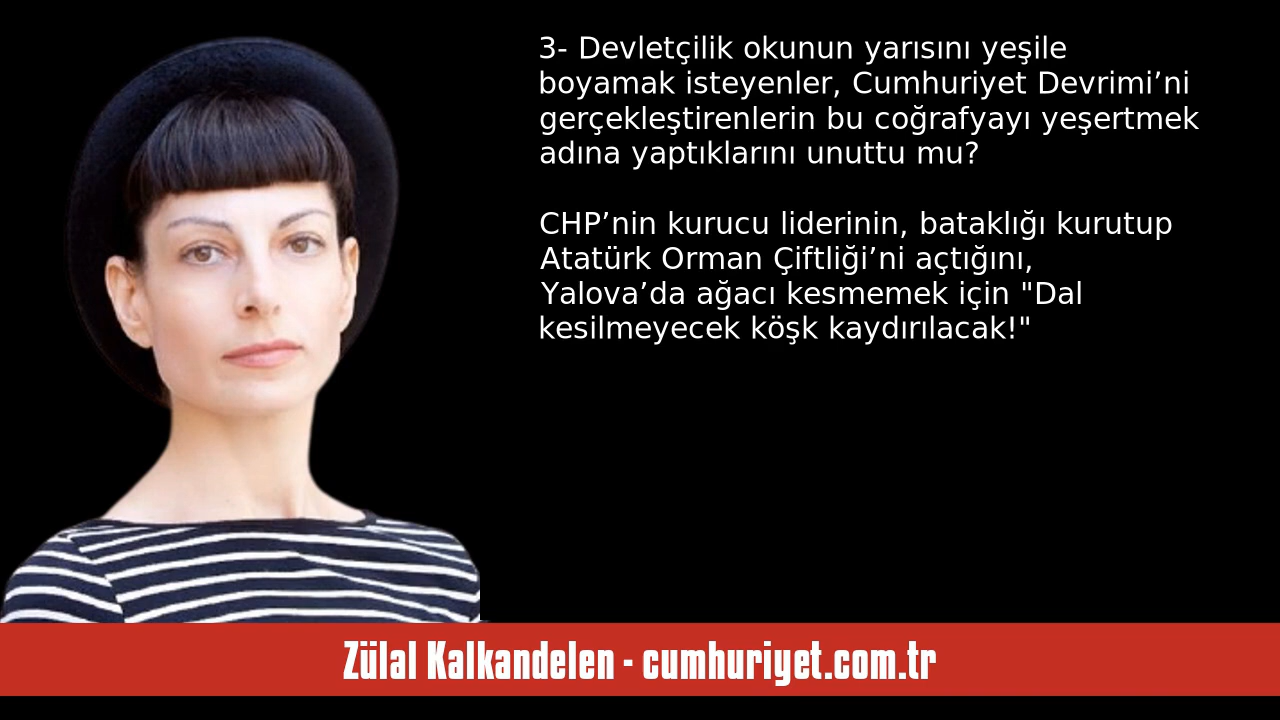 3- Devletçilik okunun yarısını yeşile
boyamak isteyenler, Cumhuriyet Devrimi’ni
gerçekleştirenlerin bu coğrafyayı yeşertmek
adına yaptıklarını unuttu mu?
CHP’nin kurucu liderinin, bataklığı kurutup
Atatürk Orman Çiftliği’ni açtığını,
Yalova’da ağacı kesmemek için "Dal
kesilmeyecek köşk kaydırılacak!"
Zülal Kalkandelen - cumhuriyet.com.tr